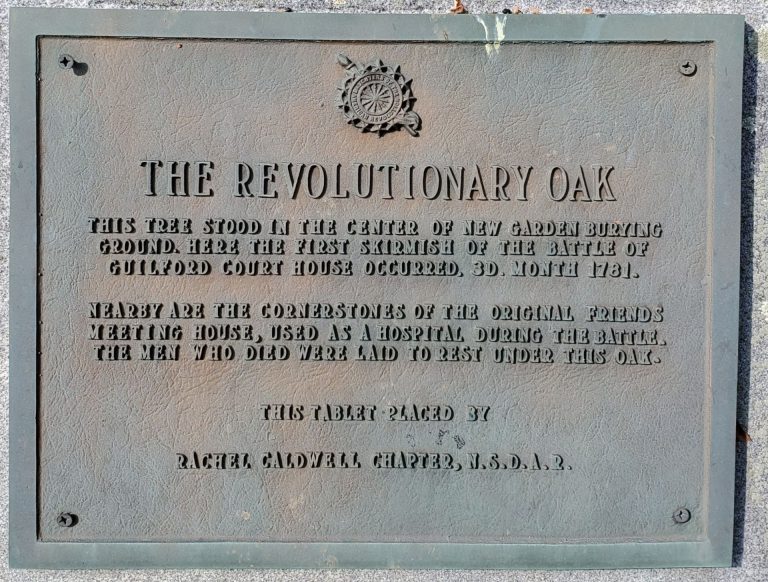 THE REVOLUTIONARY OAK
THIS TREE STOOD IN THE CENTER OF NEW GARDEN BURYING
GROUND. HERE THE FIRST SKIRMISH OF THE BATTLE OF
GUILFORD COURT HOUSE OCCURRED, 3D. MONTH 1781.
NEARBY ARE THE CORNERSTONES OF THE ORIGINAL FRIENDS
MEETING HOUSE, USED AS A HOSPITAL DURING THE BATTLE.
THE MEN WHO DIED WERE LAID TO REST UNDER THIS OAK.
THIS TABLET PLACED BY
RACHEL CALDWELL CHAPTER, N.S.D.A.R.